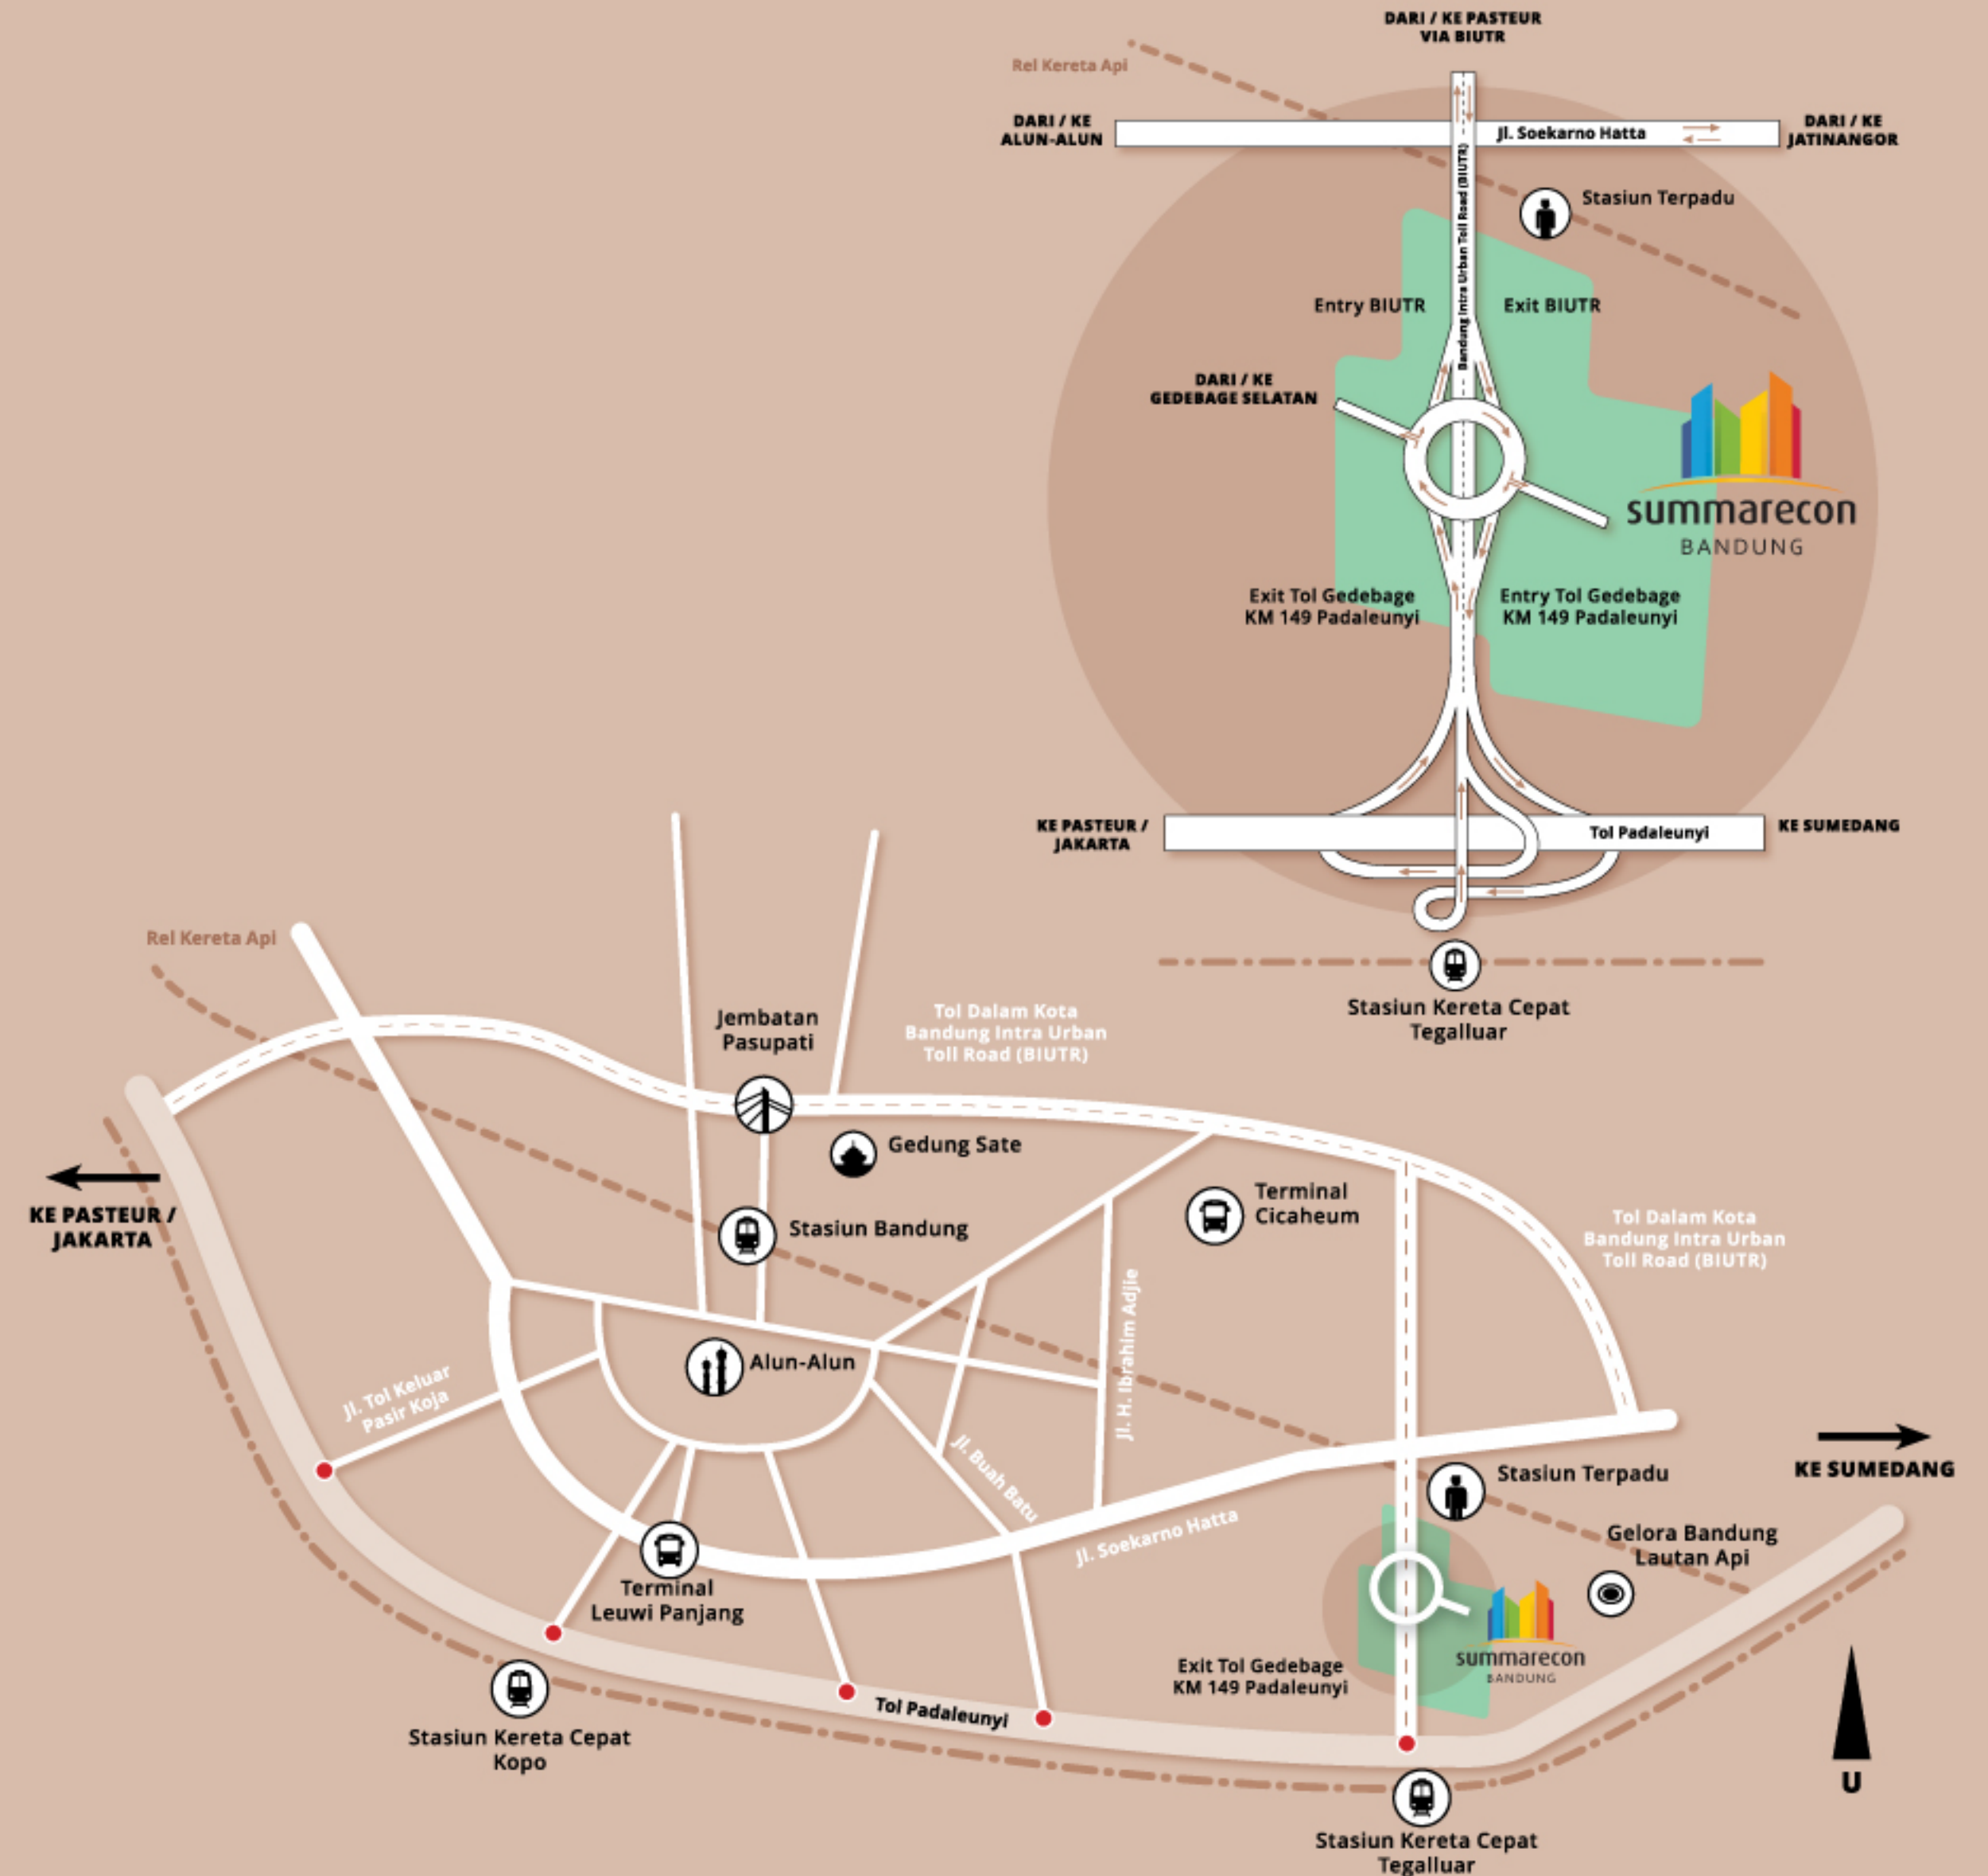 DARI / KE PASTEUR
VIA BIUTR
Rel Kereta Api
DARI / KE
ALUN-ALUN
Jl. Soekarno Hatta
DARI / KE
JATINANGOR
Bandung Intra Urban Toll Road (BIUTR)
Stasiun Terpadu
Entry BIUTR
Exit BIUTR
DARI / KE
GEDEBAGE SELATAN
summarecon
BANDUNG
Exit Tol Gedebage
KM 149 Padaleunyi
Entry Tol Gedebage
KM 149 Padaleunyi
KE PASTEUR /
JAKARTA
Tol Padaleunyi
KE SUMEDANG
Stasiun Kereta Cepat
Tegalluar
Rel Kereta Api
Jembatan
Pasupati
Tol Dalam Kota
Bandung Intra Urban
Toll Road (BIUTR)
Gedung Sate
Stasiun Bandung
Terminal
Cicaheum
KE PASTEUR /
JAKARTA
Tol Dalam Kota
Bandung Intra Urban
Toll Road (BIUTR)
Alun-Alun
Jl. H. Ibrahim Adjie
Jl. Tol Keluar
Pasir Koja
Jl. Buah Batu
Jl. Soekarno Hatta
Stasiun Terpadu
KE SUMEDANG
Gelora Bandung
Lautan Api
Terminal
Leuwi Panjang
summarecon
BANDUNG
Exit Tol Gedebage
KM 149 Padaleunyi
Tol Padaleunyi
Stasiun Kereta Cepat
Kopo
U
Stasiun Kereta Cepat
Tegalluar